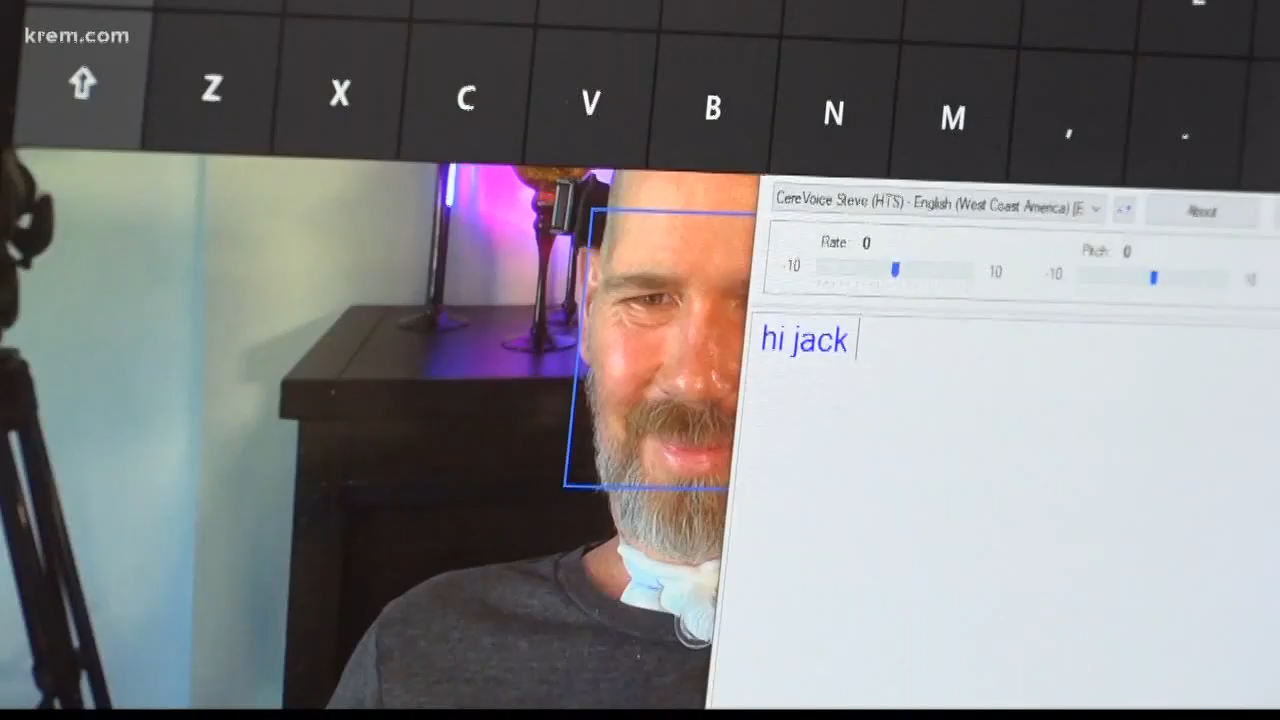 krem.com
⇧ Z X C V B N M , .
CereVoice Steve (HTS) - English (West Coast America) [E
About
Rate: 0
Pitch: 0
-10 10 -10 10
hi jack